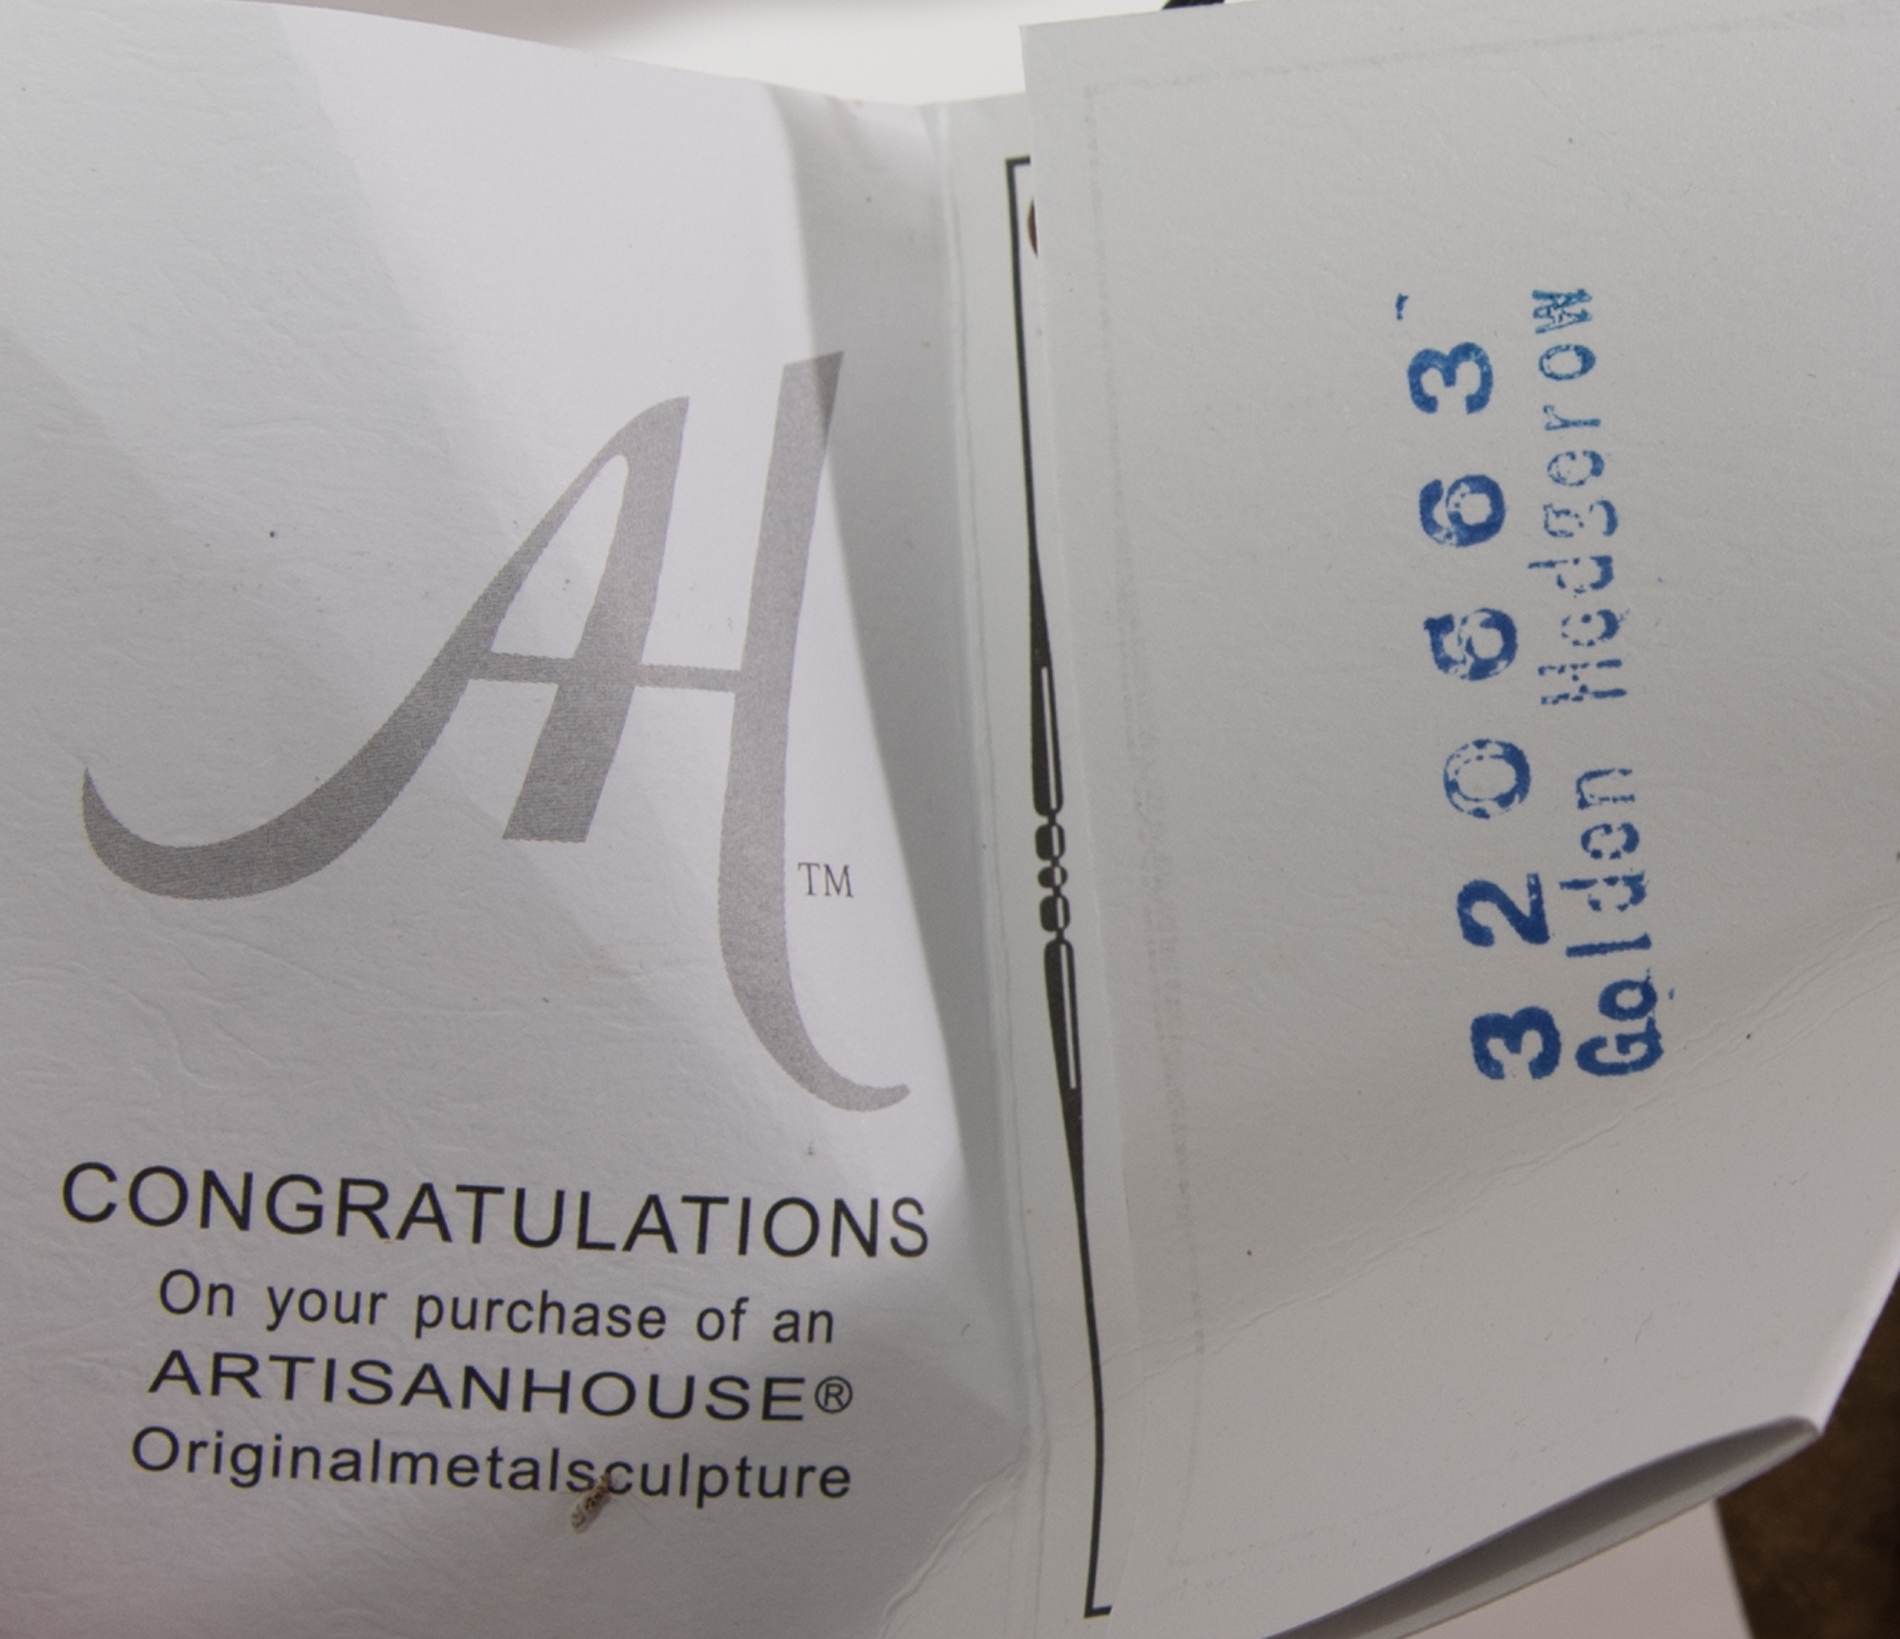 AH
TM
CONGRATULATIONS
On your purchase of an
ARTISANHOUSE®
Originalmetalsculpture
320663
Golden Hedgerow